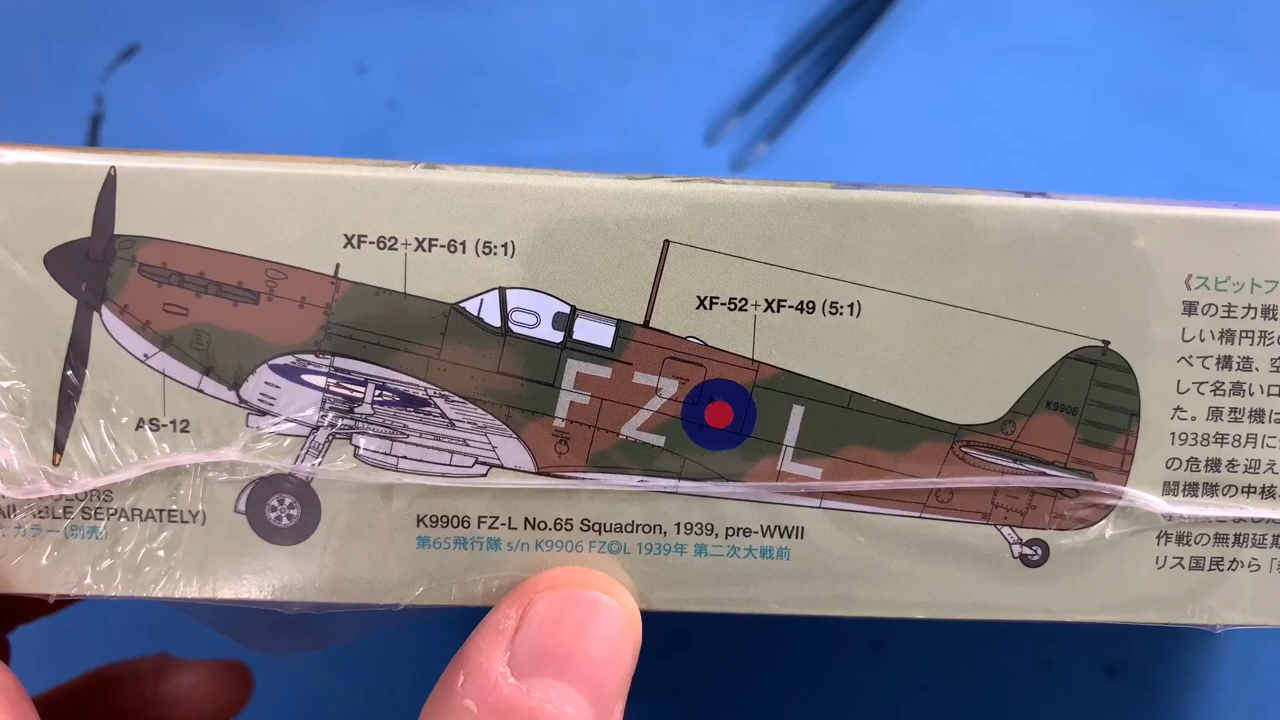 XF-62+XF-61 (5:1)
XF-52+XF-49 (5:1)
AS-12
FZ L
K9906
SEPARATELY)
カラー(別売)
K9906 FZ-L No.65 Squadron, 1939, pre-WWII
第65飛行隊 s/n K9906 FZ◎L 1939年 第二次大戦前
《スピットフ
軍の主力戦
しい楕円形の
べて構造、空
して名高いロ
た。原型機に
1938年8月に
の危機を迎え
闘機隊の中核
作戦の無期延期
リス国民から「